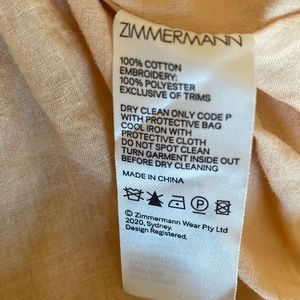 ZIMMERMANN
100% COTTON
EMBROIDERY:
100% POLYESTER
EXCLUSIVE OF TRIMS
DRY CLEAN ONLY CODE P
WITH PROTECTIVE BAG
COOL IRON WITH
PROTECTIVE CLOTH
DO NOT SPOT CLEAN
TURN GARMENT INSIDE OUT
BEFORE DRY CLEANING
MADE IN CHINA
P
© Zimmermann Wear Pty Ltd
2020, Sydney.
Design Registered.